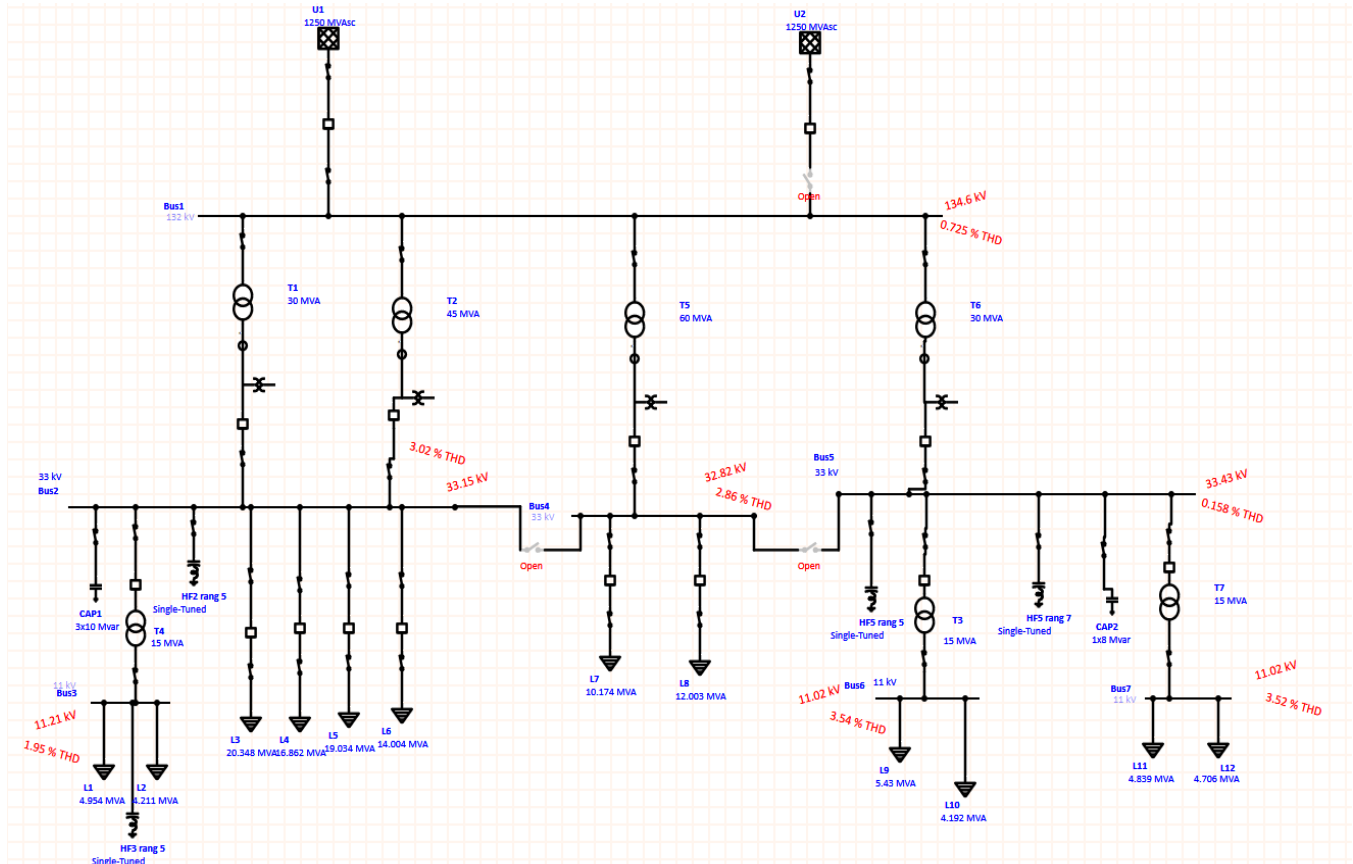 U1
1250 MVAsc
U2
1250 MVAsc
Open
Bus1
132 kV
134.6 kV
0.725 % THD
T1
30 MVA
T2
45 MVA
T5
60 MVA
T6
30 MVA
3.02 % THD
33.15 kV
33 kV
Bus2
32.82 kV
2.86 % THD
Bus4
33 kV
Bus5
33 kV
33.43 kV
0.158 % THD
Open
Open
CAP1
3x10 Mvar
T4
15 MVA
HF2 rang 5
Single-Tuned
HF5 rang 5
Single-Tuned
T3
15 MVA
HF5 rang 7
Single-Tuned
CAP2
1x8 Mvar
T7
15 MVA
L7
10.174 MVA
L8
12.003 MVA
11 kV
Bus3
11.21 kV
1.95 % THD
L3
20.348 MVA
L4
16.862 MVA
L5
19.034 MVA
L6
14.004 MVA
Bus6
11 kV
11.02 kV
3.54 % THD
Bus7
11 kV
11.02 kV
3.52 % THD
L1
4.954 MVA
L2
4.211 MVA
HF3 rang 5
Single-Tuned
L9
5.43 MVA
L10
4.192 MVA
L11
4.839 MVA
L12
4.706 MVA